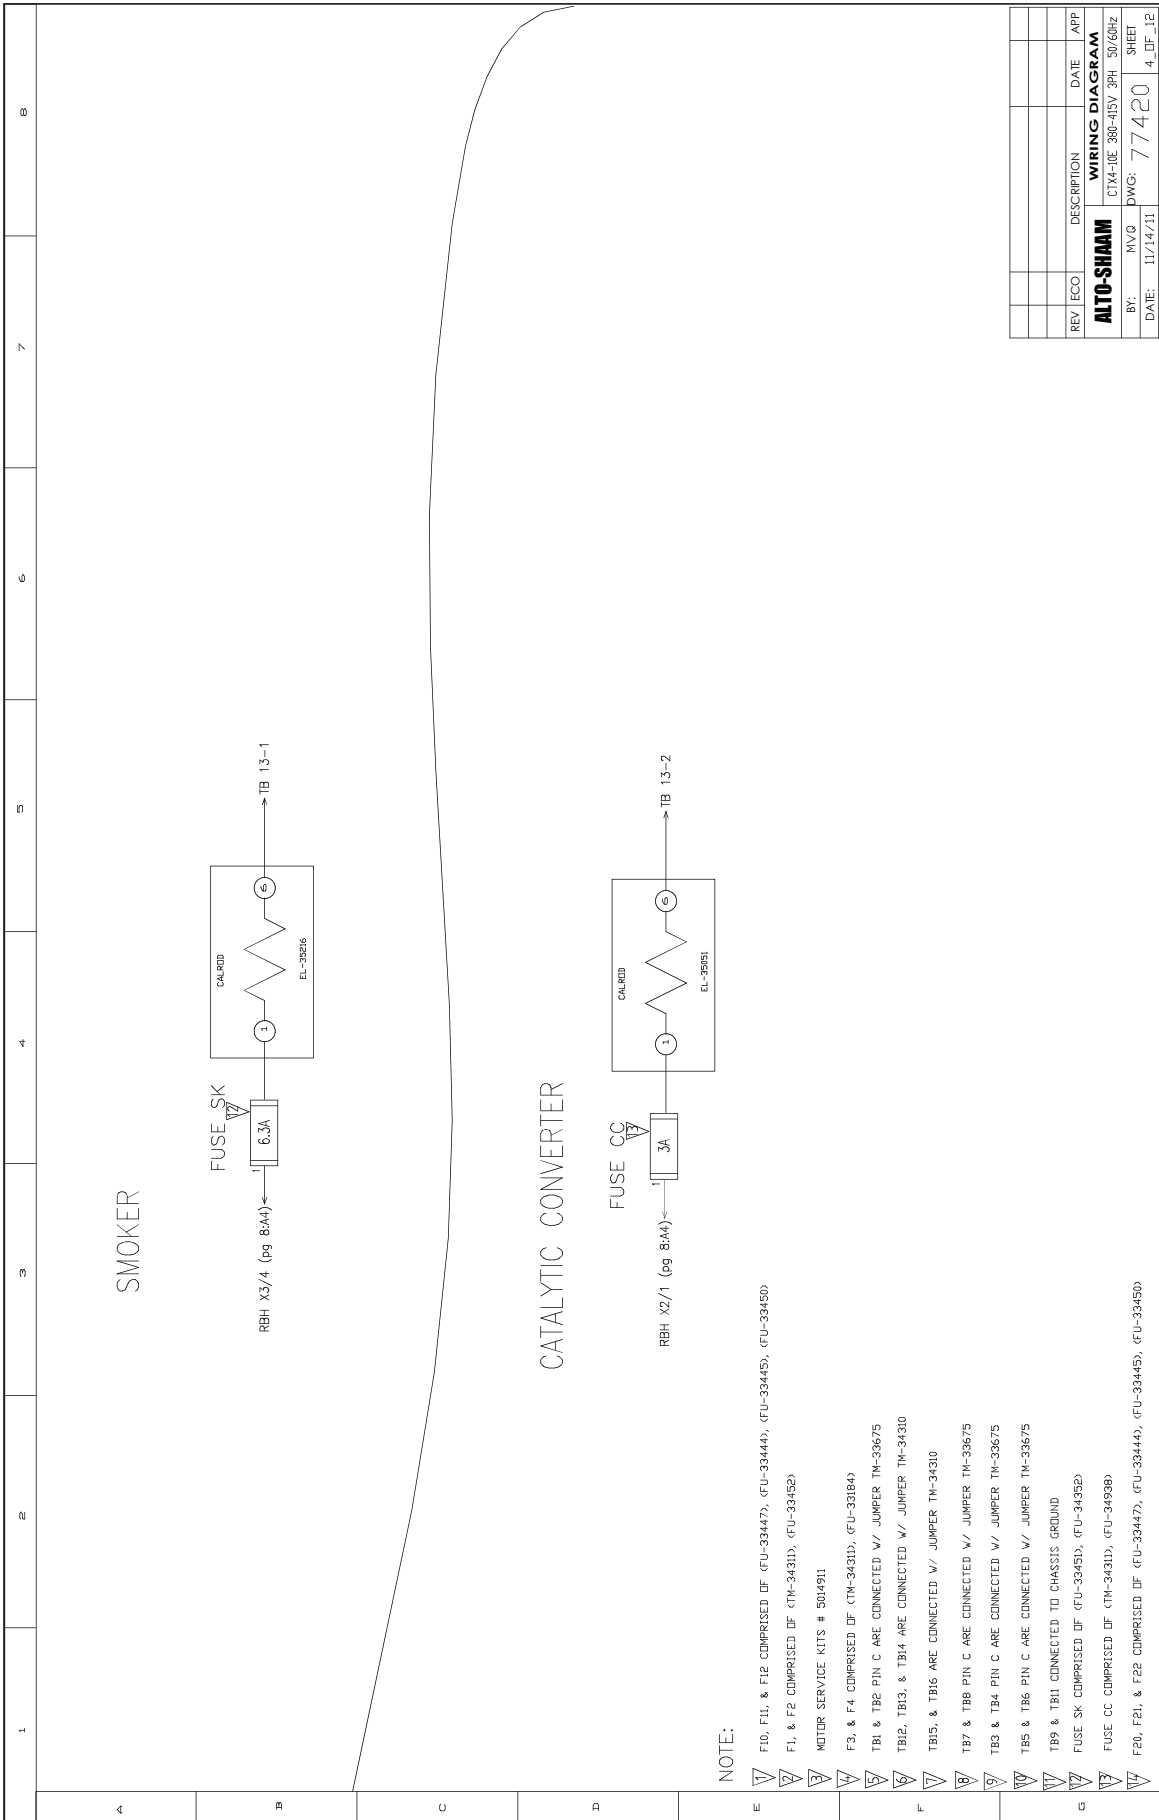 1 2 3 4 5 6 7 8
A
B
C
D
E
F
G
SMOKER
FUSE SK
12
RBH X3/4 (pg 8:A4)
1
6.3A
1
CALROD
EL-35216
6
TB 13-1
CATALYTIC CONVERTER
FUSE CC
13
RBH X2/1 (pg 8:A4)
1
3A
1
CALROD
EL-35051
6
TB 13-2
NOTE:
1 F10, F11, & F12 COMPRISED OF (FU-33447), (FU-33444), (FU-33445), (FU-33450)
2 F1, & F2 COMPRISED OF (TM-34311), (FU-33452)
3 MOTOR SERVICE KITS # 5014911
4 F3, & F4 COMPRISED OF (TM-34311), (FU-33184)
5 TB1 & TB2 PIN C ARE CONNECTED W/ JUMPER TM-33675
6 TB12, TB13, & TB14 ARE CONNECTED W/ JUMPER TM-34310
7 TB15, & TB16 ARE CONNECTED W/ JUMPER TM-34310
8 TB7 & TB8 PIN C ARE CONNECTED W/ JUMPER TM-33675
9 TB3 & TB4 PIN C ARE CONNECTED W/ JUMPER TM-33675
10 TB5 & TB6 PIN C ARE CONNECTED W/ JUMPER TM-33675
11 TB9 & TB11 CONNECTED TO CHASSIS GROUND
12 FUSE SK COMPRISED OF (FU-33451), (FU-34352)
13 FUSE CC COMPRISED OF (TM-34311), (FU-34938)
14 F20, F21, & F22 COMPRISED OF (FU-33447), (FU-33444), (FU-33445), (FU-33450)
REV ECO DESCRIPTION DATE APP
ALTO-SHAAM
WIRING DIAGRAM
CTX4-10E 380-415V 3PH 50/60Hz
BY: MVQ
DWG: 77420
SHEET
DATE: 11/14/11
4_OF_12